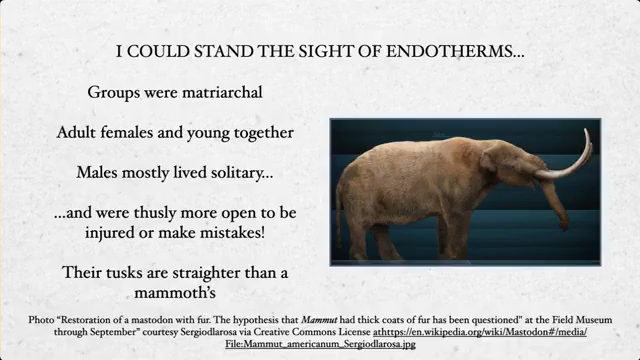 I COULD STAND THE SIGHT OF ENDOTHERMS...
Groups were matriarchal
Adult females and young together
Males mostly lived solitary...
...and were thusly more open to be
injured or make mistakes!
Their tusks are straighter than a
mammoth's
Photo “Restoration of a mastodon with fur. The hypothesis that Mammut had thick coats of fur has been questioned" at the Field Museum
through September” courtesy Sergiodlarosa via Creative Commons License athttps://en.wikipedia.org/wiki/Mastodon#/media/
File:Mammut_americanum_Sergiodlarosa.jpg